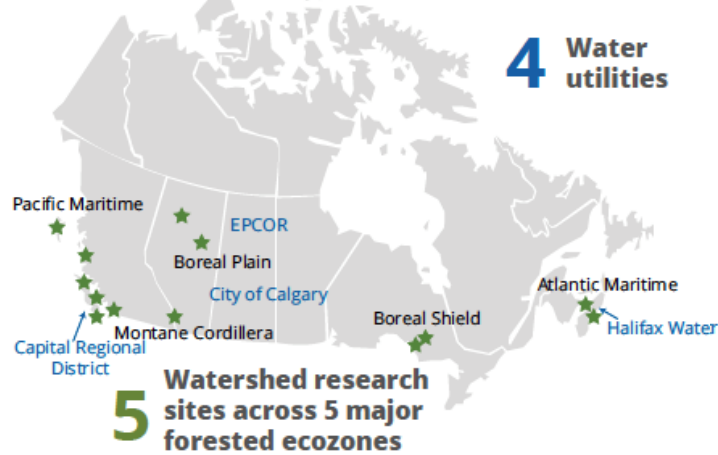 4 Water
utilities
Pacific Maritime
EPCOR
Boreal Plain
City of Calgary
Atlantic Maritime
Boreal Shield
Halifax Water
Montane Cordillera
Capital Regional
District
5 Watershed research
sites across 5 major
forested ecozones